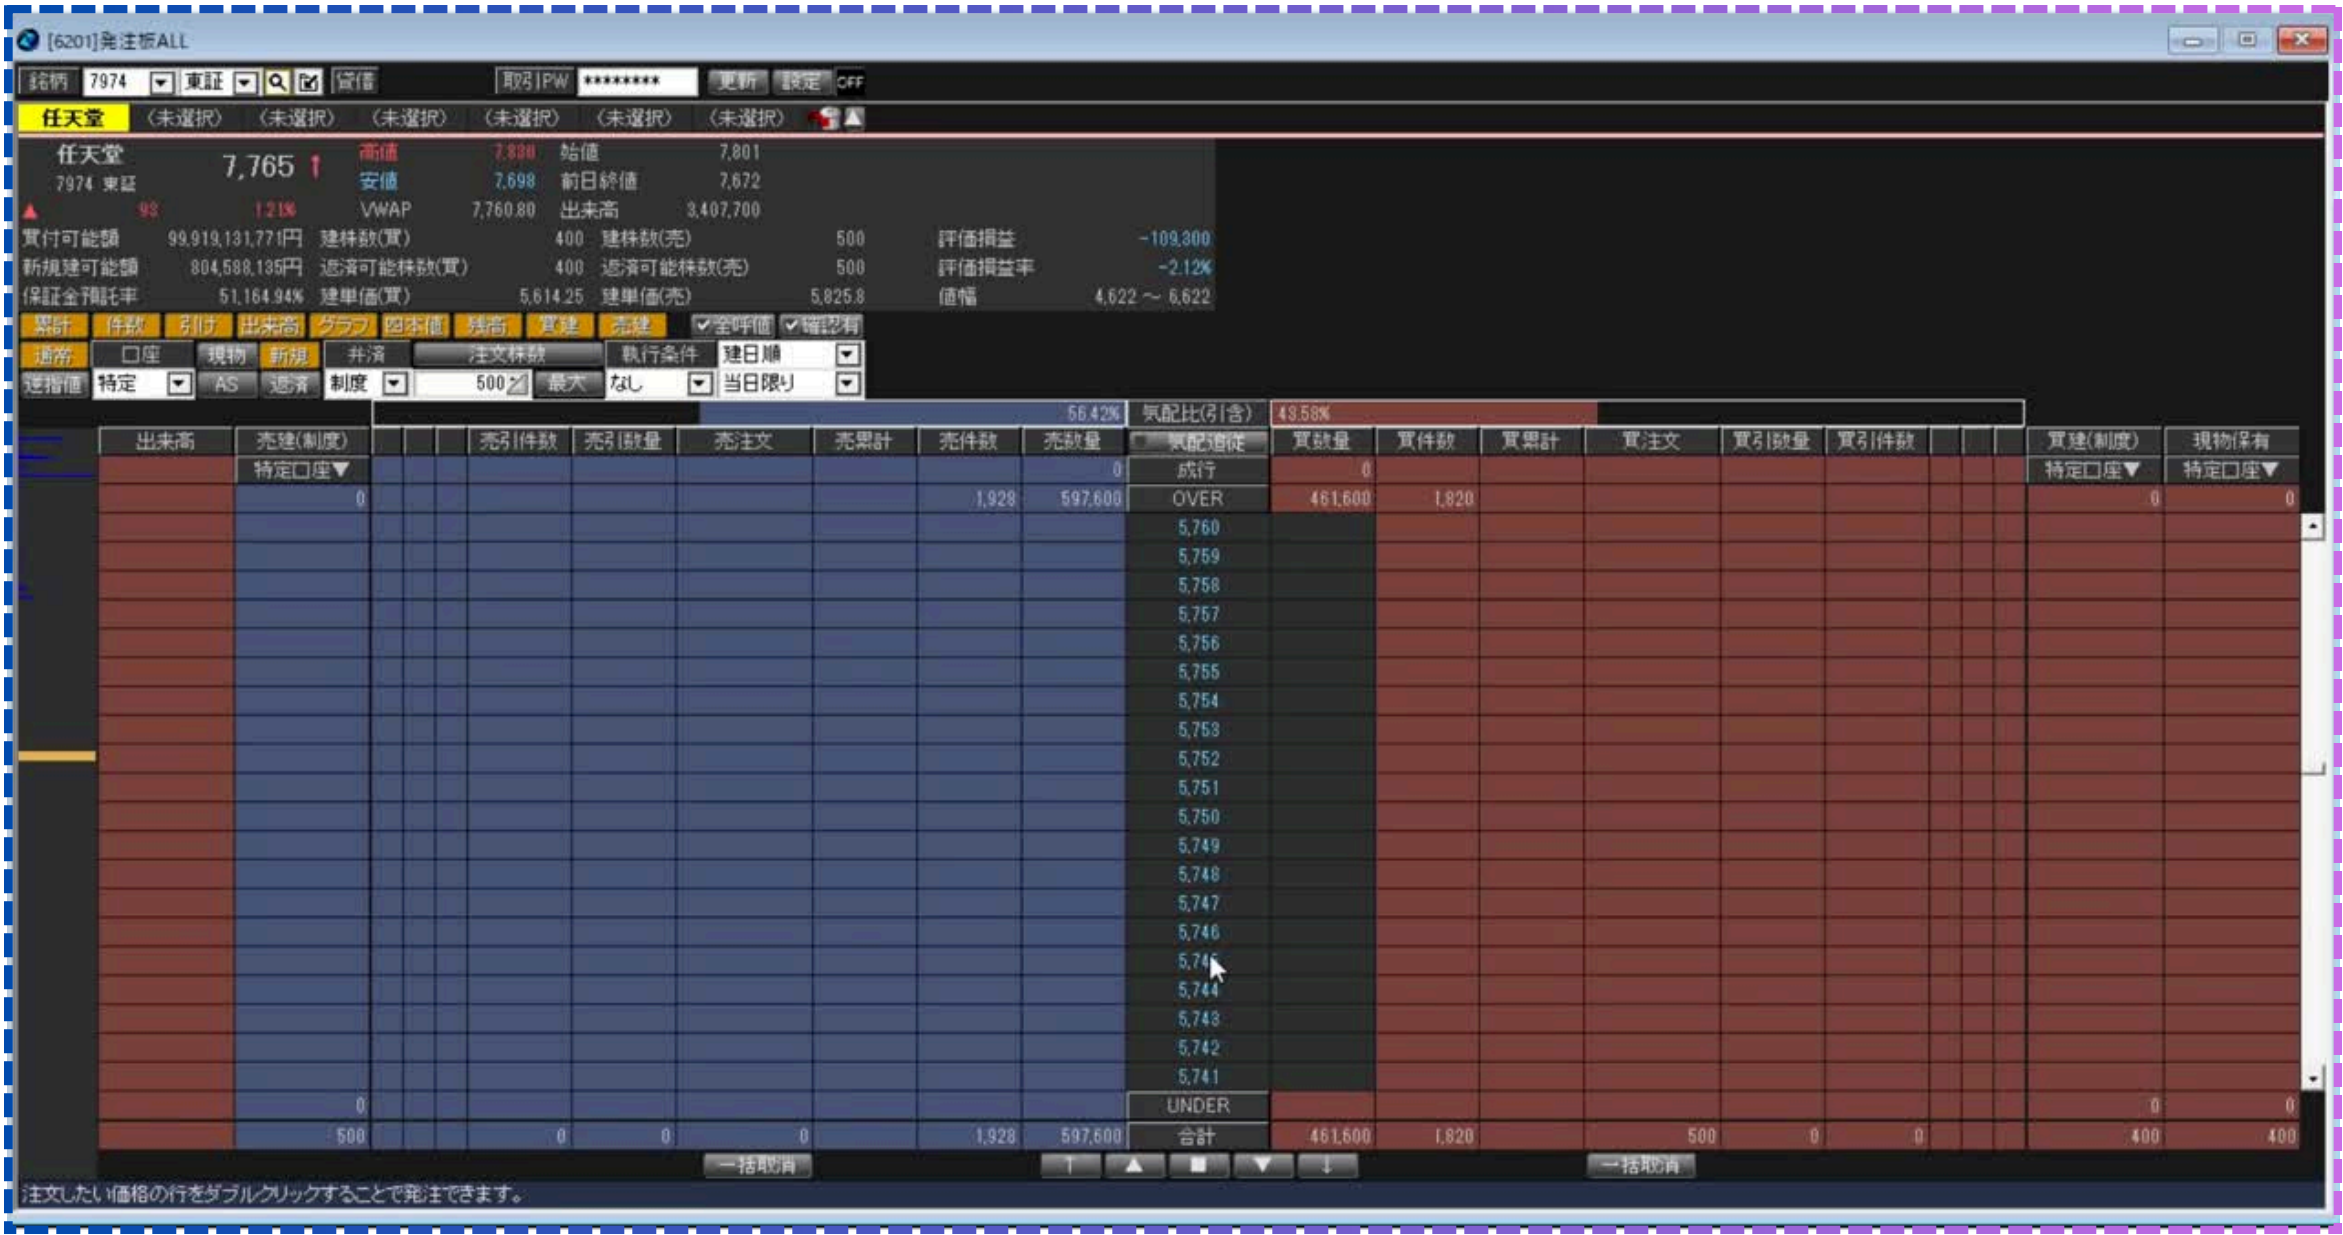 [6201]発注板ALL
銘柄 7974 東証 貸借 取引PW ******** 更新 設定 OFF
任天堂 (未選択) (未選択) (未選択) (未選択) (未選択) (未選択)
任天堂 7,765 ↑ 高値 7,830 始値 7,801
7974 東証 安値 7,698 前日終値 7,672
▲ 93 1.21% VWAP 7,760.80 出来高 3,407,700
買付可能額 99,919,131,771円 建株数(買) 400 建株数(売) 500 評価損益 -109,300
新規建可能額 804,588,135円 返済可能株数(買) 400 返済可能株数(売) 500 評価損益率 -2.12%
保証金預託率 51,164.94% 建単価(買) 5,614.25 建単価(売) 5,825.8 値幅 4,622 ～ 6,622
累計 件数 引け 出来高 グラフ 四本値 残高 買建 売建 全呼値 確認有
通常 口座 現物 新規 弁済 注文株数 執行条件 建日順
逆指値 特定 AS 返済 制度 500 最大 なし 当日限り
56.42% 気配比(引含) 43.58%
出来高 売建(制度) 売引件数 売引数量 売注文 売累計 売件数 売数量 気配追従 買数量 買件数 買累計 買注文 買引数量 買引件数 買建(制度) 現物保有
特定口座▼ 0 成行 0 特定口座▼ 特定口座▼
0 1,928 597,600 OVER 461,600 1,820 0 0
5,760
5,759
5,758
5,757
5,756
5,755
5,754
5,753
5,752
5,751
5,750
5,749
5,748
5,747
5,746
5,744
5,743
5,742
5,741
0 UNDER 0 0
500 0 0 0 1,928 597,600 合計 461,600 1,820 500 0 0 400 400
一括取消 ↑ ▲ ■ ▼ ↓ 一括取消
注文したい価格の行をダブルクリックすることで発注できます。